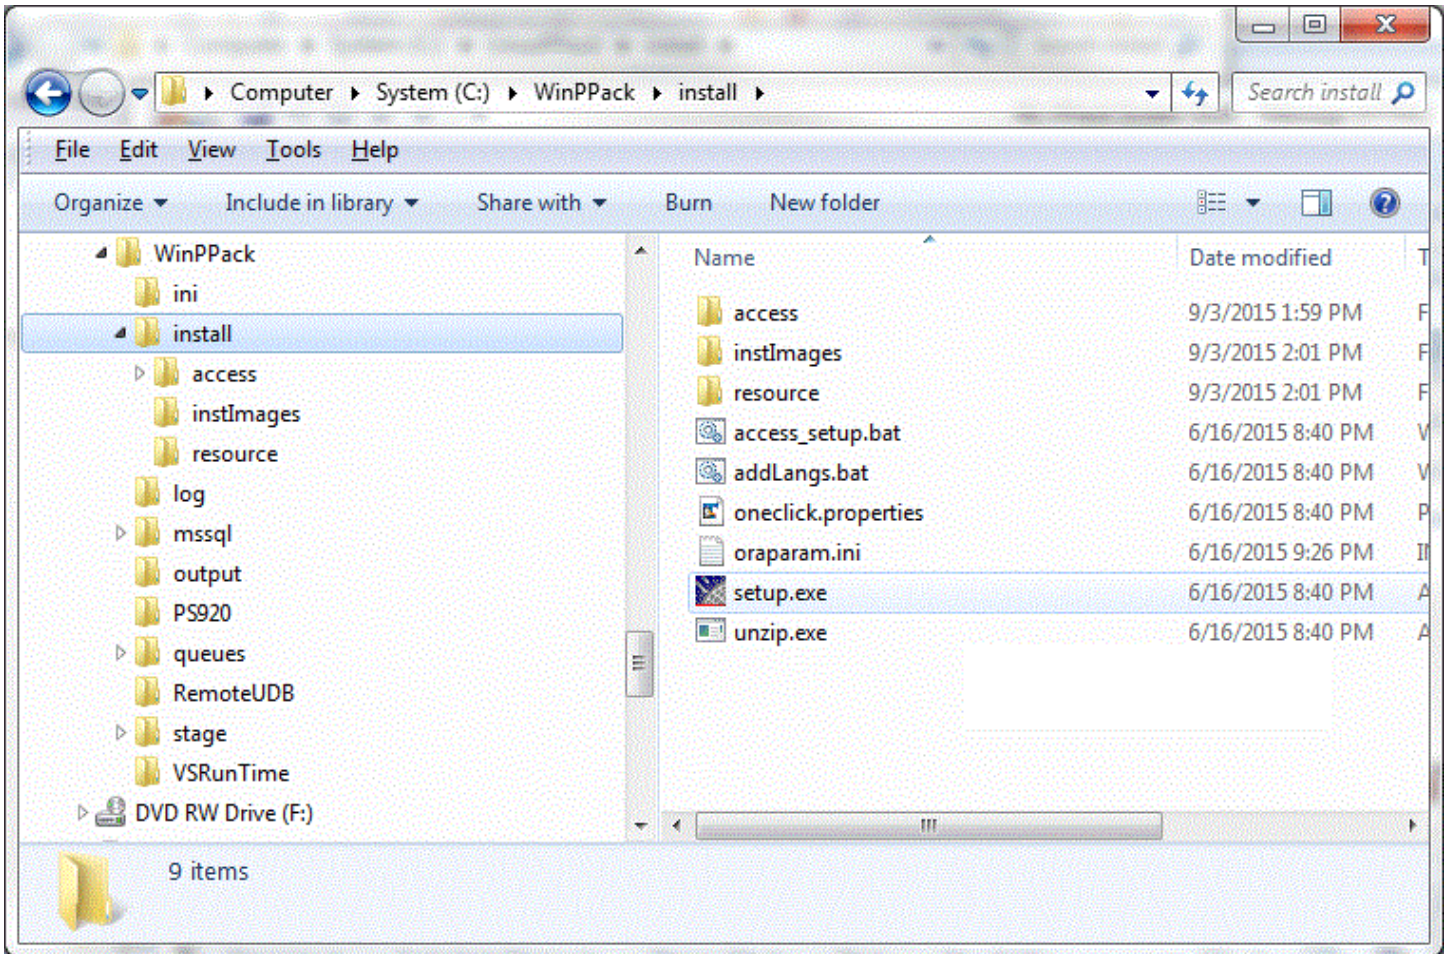 Computer System (C:) WinPPack install Search install
File Edit View Tools Help
Organize Include in library Share with Burn New folder
WinPPack
ini
install
access
instImages
resource
log
mssql
output
PS920
queues
RemoteUDB
stage
VSRunTime
DVD RW Drive (F:)
Name Date modified T
access 9/3/2015 1:59 PM F
instImages 9/3/2015 2:01 PM F
resource 9/3/2015 2:01 PM F
access_setup.bat 6/16/2015 8:40 PM W
addLangs.bat 6/16/2015 8:40 PM W
oneclick.properties 6/16/2015 8:40 PM P
oraparam.ini 6/16/2015 9:26 PM IN
setup.exe 6/16/2015 8:40 PM A
unzip.exe 6/16/2015 8:40 PM A
9 items